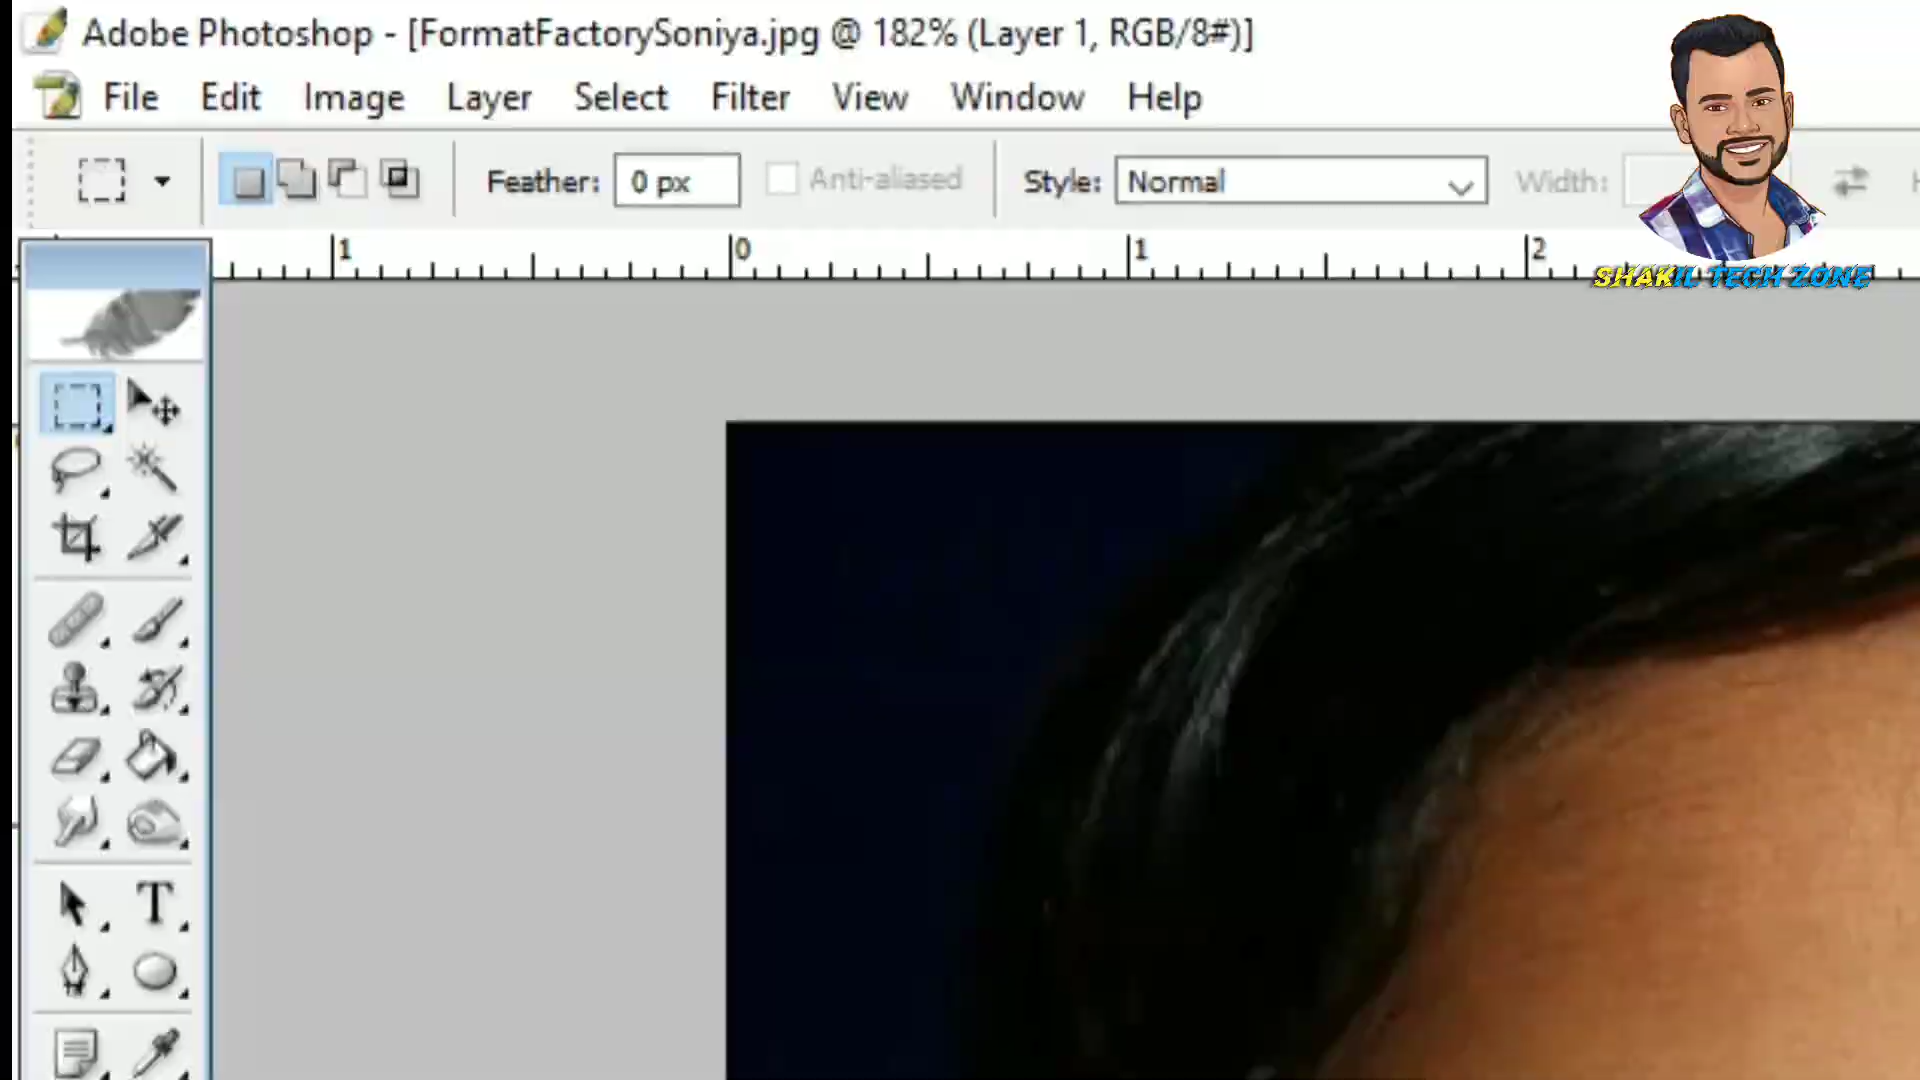 Adobe Photoshop - [FormatFactorySoniya.jpg @ 182% (Layer 1, RGB/8#)]
File Edit Image Layer Select Filter View Window Help
Feather: 0 px Anti-aliased Style: Normal Width:
1 0 1 2
SHAKIL TECH ZONE
T